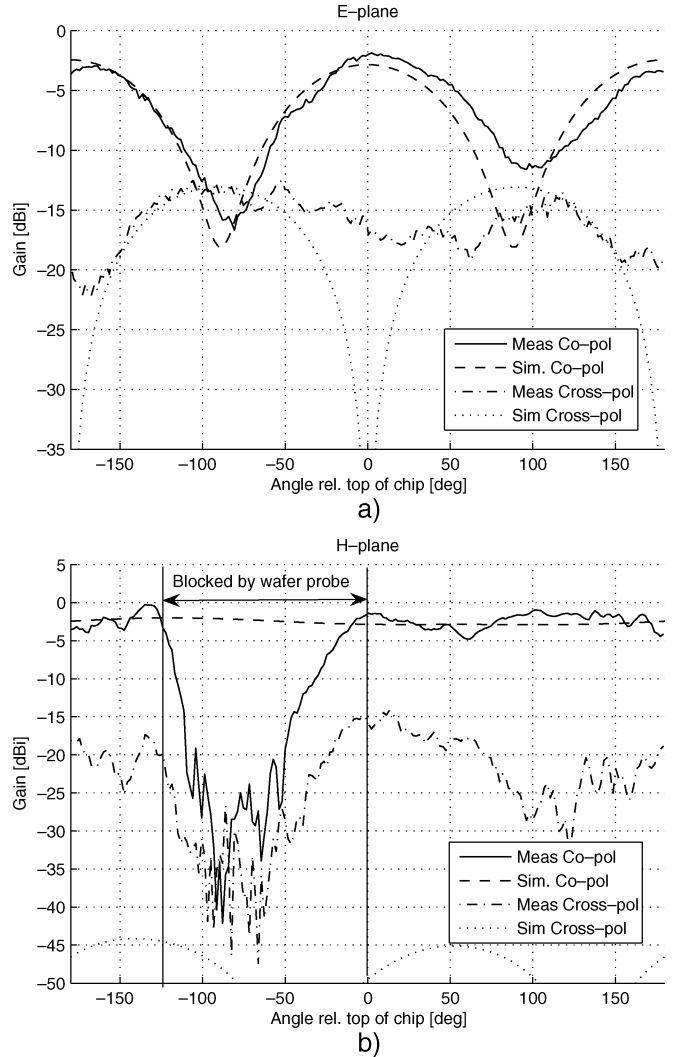 E–plane
0
−5
−10
−15
−20
−25
−30
−35
Gain [dBi]
Meas Co–pol
Sim. Co–pol
Meas Cross–pol
Sim Cross–pol
−150 −100 −50 0 50 100 150
Angle rel. top of chip [deg]
a)
H–plane
5
0
−5
−10
−15
−20
−25
−30
−35
−40
−45
−50
Gain [dBi]
Blocked by wafer probe
Meas Co–pol
Sim. Co–pol
Meas Cross–pol
Sim Cross–pol
−150 −100 −50 0 50 100 150
Angle rel. top of chip [deg]
b)